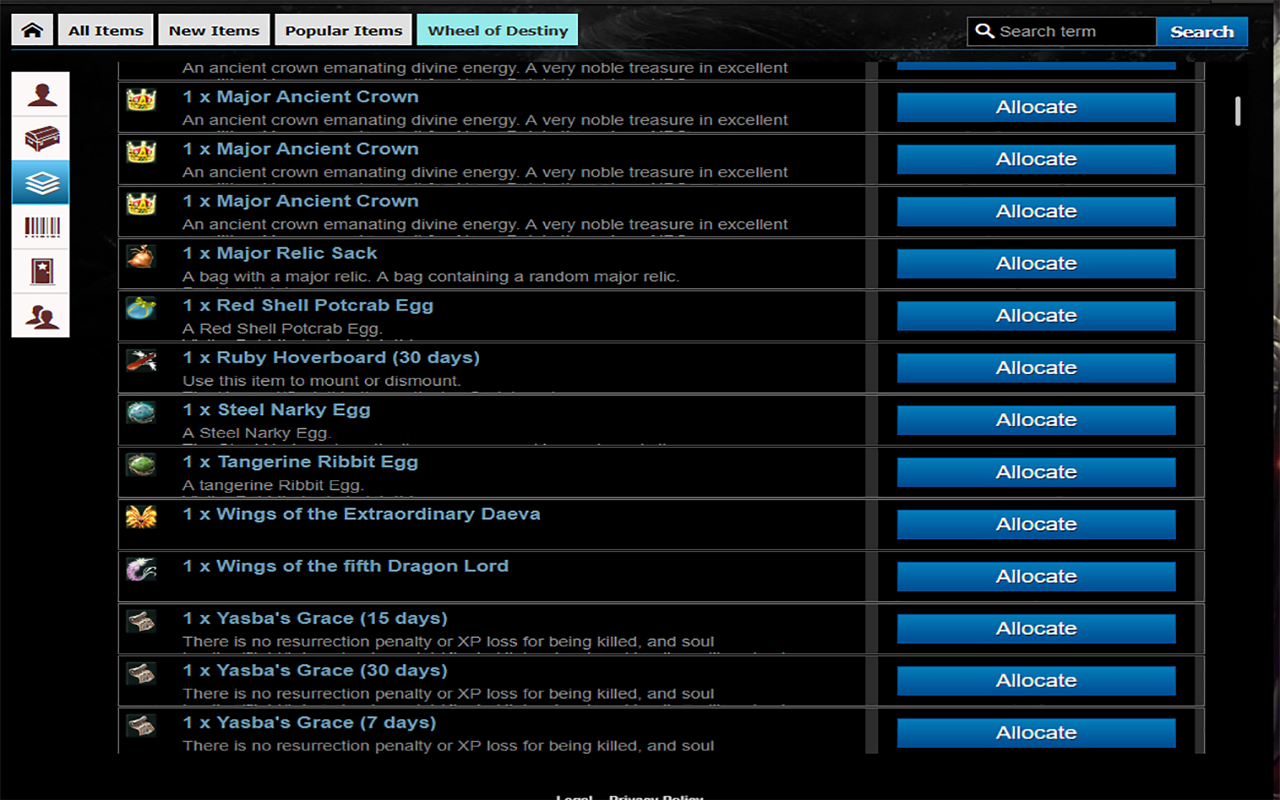 All Items New Items Popular Items Wheel of Destiny Search term Search
An ancient crown emanating divine energy. A very noble treasure in excellent
1 x Major Ancient Crown
An ancient crown emanating divine energy. A very noble treasure in excellent
Allocate
1 x Major Ancient Crown
An ancient crown emanating divine energy. A very noble treasure in excellent
Allocate
1 x Major Ancient Crown
An ancient crown emanating divine energy. A very noble treasure in excellent
Allocate
1 x Major Relic Sack
A bag with a major relic. A bag containing a random major relic.
Allocate
1 x Red Shell Potcrab Egg
A Red Shell Potcrab Egg.
Allocate
1 x Ruby Hoverboard (30 days)
Use this item to mount or dismount.
Allocate
1 x Steel Narky Egg
A Steel Narky Egg.
Allocate
1 x Tangerine Ribbit Egg
A tangerine Ribbit Egg.
Allocate
1 x Wings of the Extraordinary Daeva
Allocate
1 x Wings of the fifth Dragon Lord
Allocate
1 x Yasba's Grace (15 days)
There is no resurrection penalty or XP loss for being killed, and soul
Allocate
1 x Yasba's Grace (30 days)
There is no resurrection penalty or XP loss for being killed, and soul
Allocate
1 x Yasba's Grace (7 days)
There is no resurrection penalty or XP loss for being killed, and soul
Allocate
Legal Privacy Policy